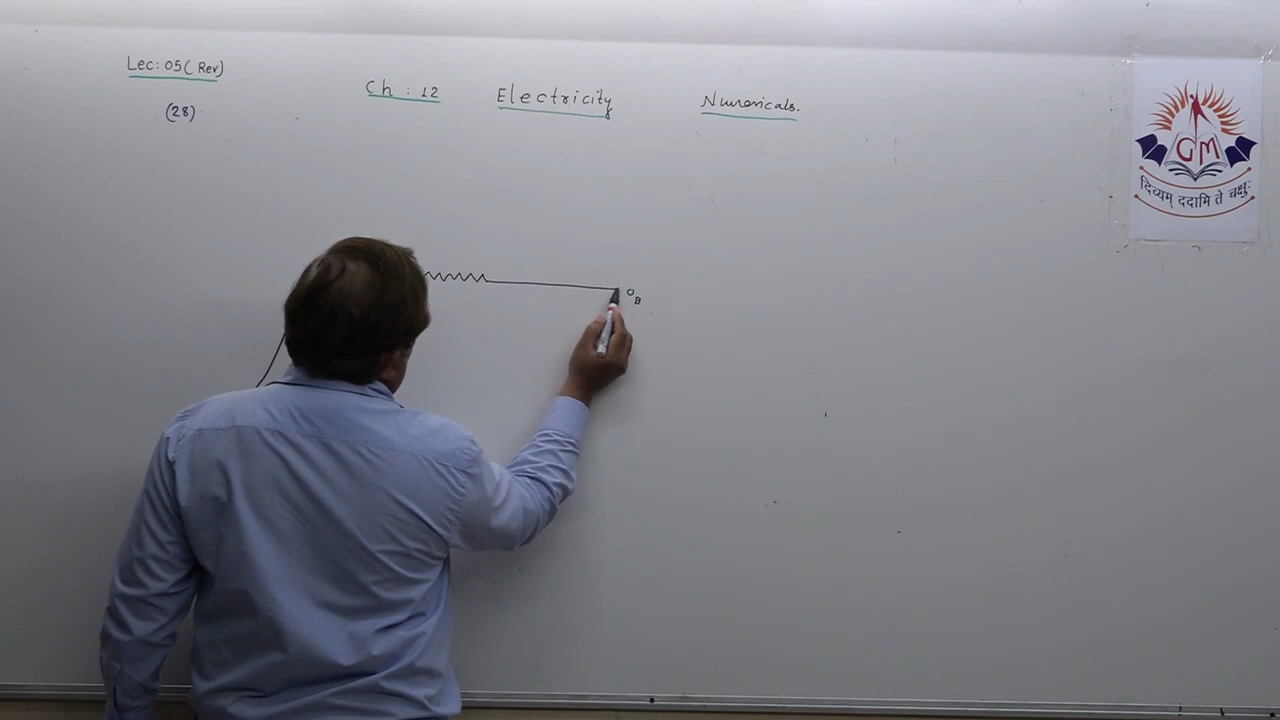 Lec: 05 ( Rev)
(28)
Ch : 12 Electricity Numericals.
B
GM
दिव्यम् ददामि ते चक्षुः